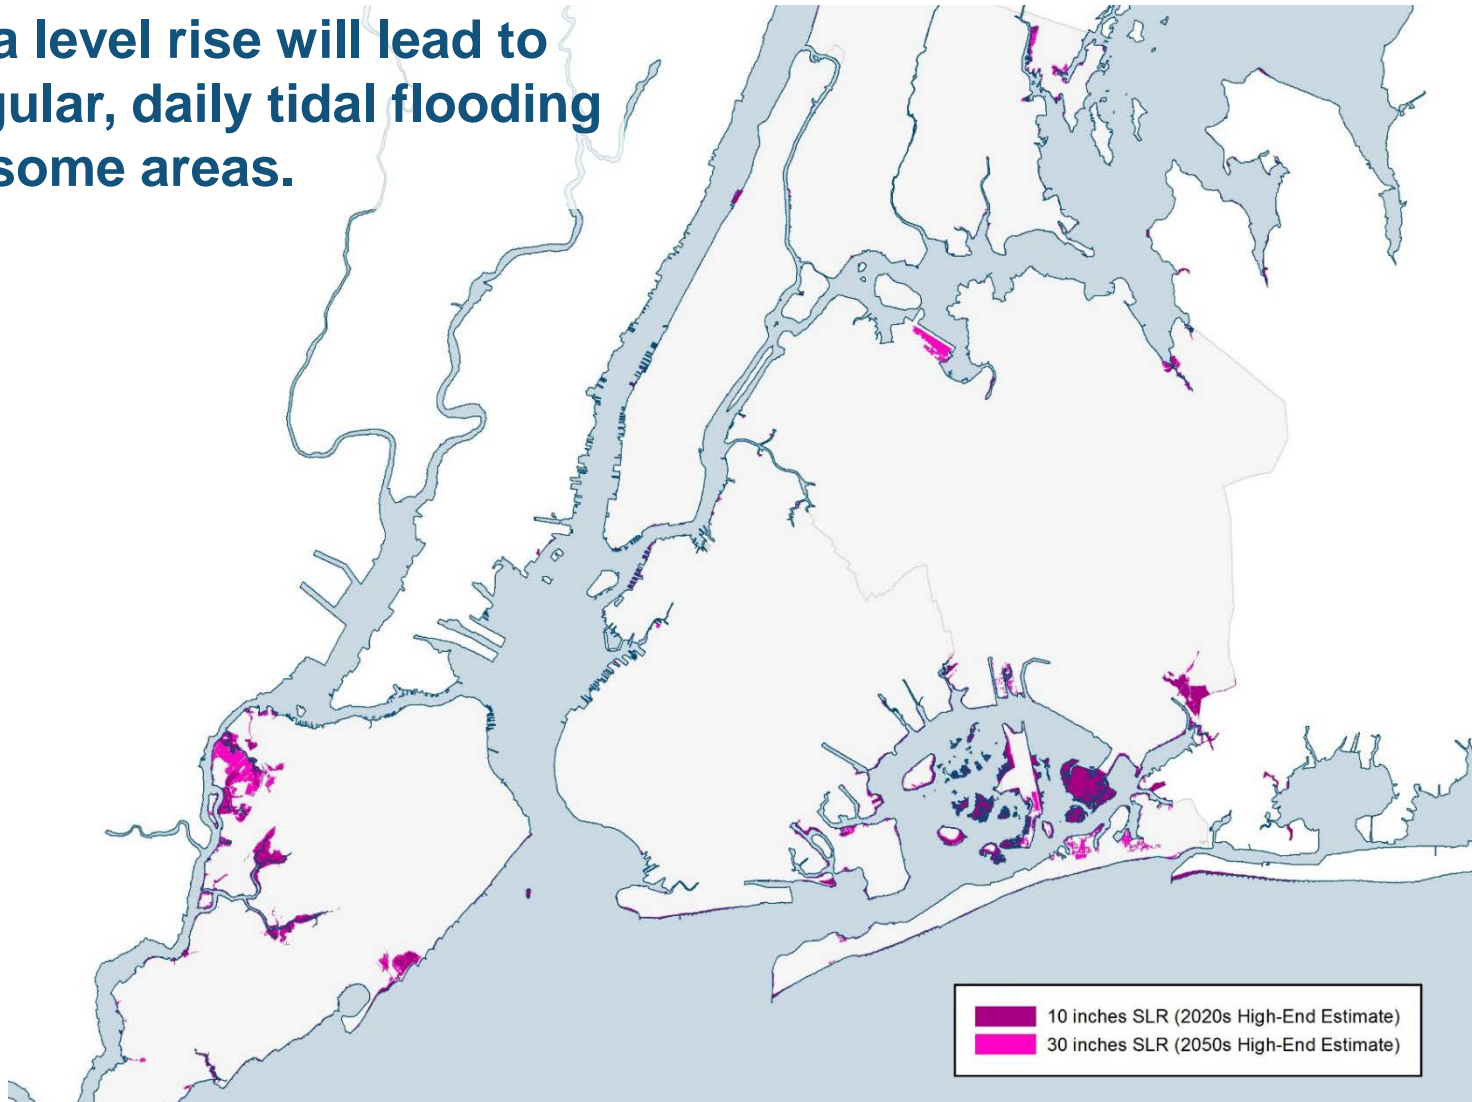 a level rise will lead to
gular, daily tidal flooding
some areas.
10 inches SLR (2020s High-End Estimate)
30 inches SLR (2050s High-End Estimate)